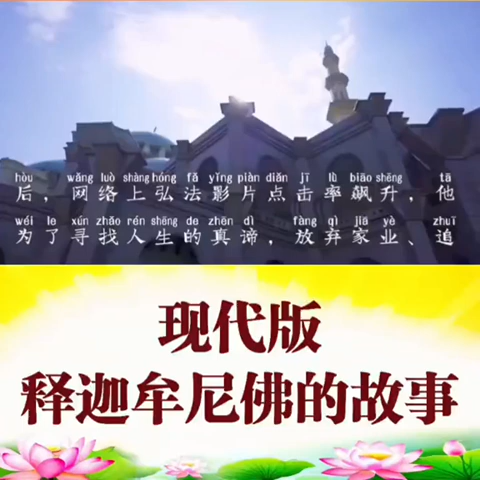 hòu wǎng luò shàng hóng fǎ yǐng piàn diǎn jī lǜ biāo shēng tā
后，网络上弘法影片点击率飙升，他
wéi le xún zhǎo rén shēng de zhēn dì fàng qì jiā yè zhuī
为了寻找人生的真谛，放弃家业、追
现代版
释迦牟尼佛的故事